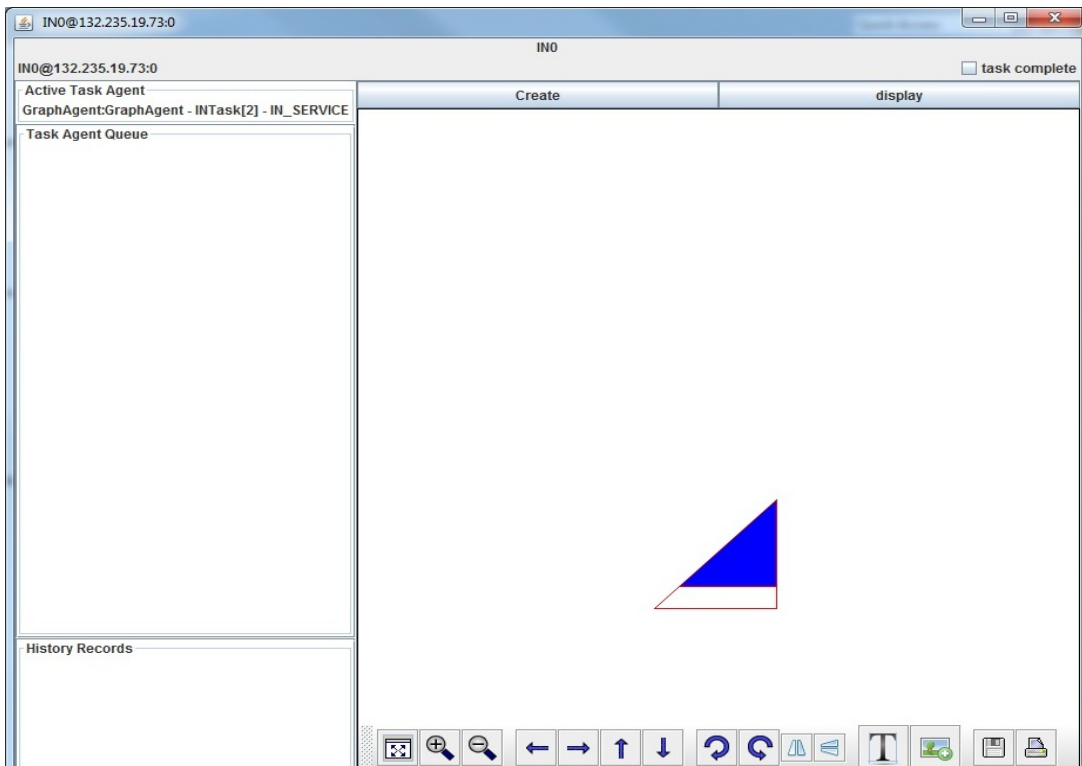 IN0@132.235.19.73:0
IN0
IN0@132.235.19.73:0
task complete
Active Task Agent
GraphAgent:GraphAgent - INTask[2] - IN_SERVICE
Create
display
Task Agent Queue
History Records
T